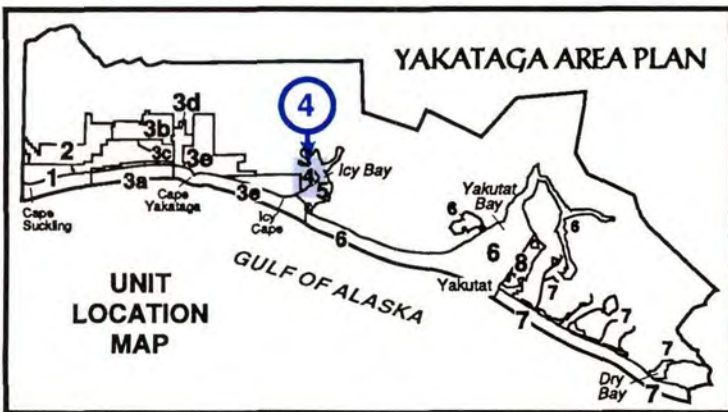 YAKATAGA AREA PLAN
4
3d
3b
3c
3e
2
1
3a
3e
4
5
Icy Bay
Cape
Suckling
Cape
Yakataga
Icy
Cape
6
GULF OF ALASKA
Yakutat
Bay
6
6
6
8
Yakutat
7
7
7
7
7
Dry
Bay
UNIT
LOCATION
MAP